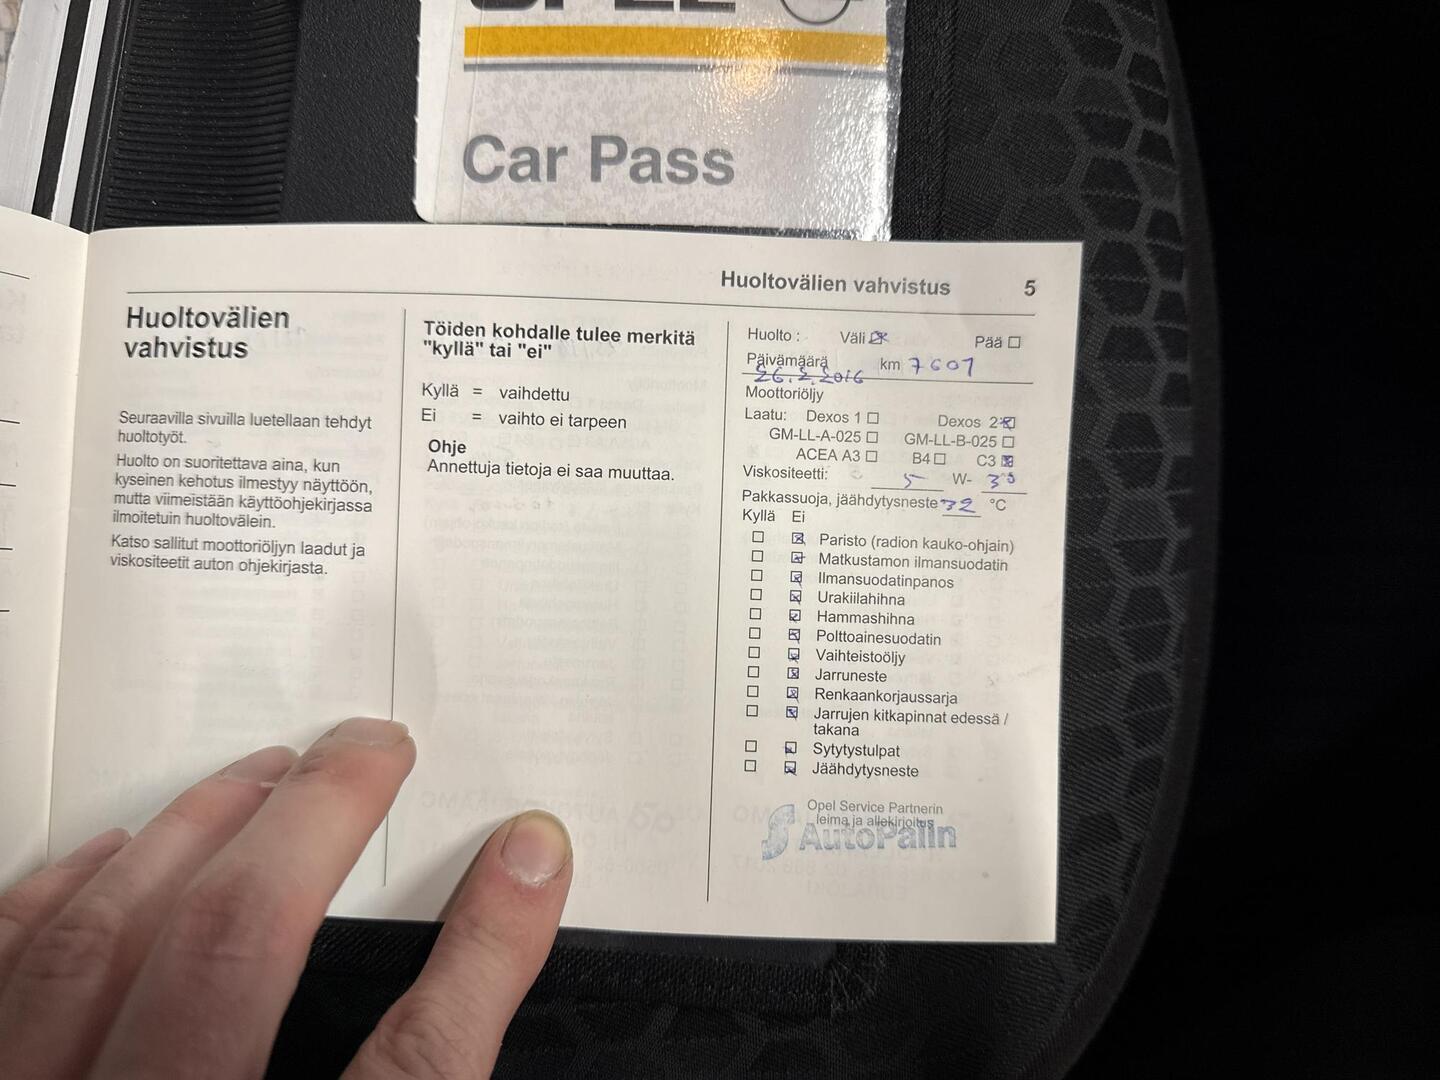 OPEL
Car Pass
Huoltovälien vahvistus 5
Huoltovälien
vahvistus
Seuraavilla sivuilla luetellaan tehdyt
huoltotyöt.
Huolto on suoritettava aina, kun
kyseinen kehotus ilmestyy näyttöön,
mutta viimeistään käyttöohjekirjassa
ilmoitetuin huoltovälein.
Katso sallitut moottoriöljyn laadut ja
viskositeetit auton ohjekirjasta.
Töiden kohdalle tulee merkitä
"kyllä" tai "ei"
Kyllä = vaihdettu
Ei = vaihto ei tarpeen
Ohje
Annettuja tietoja ei saa muuttaa.
Huolto : Väli Pää
Päivämäärä km 7601
26.2.2016
Moottoriöljy
Laatu: Dexos 1 Dexos 2
GM-LL-A-025 GM-LL-B-025
ACEA A3 B4 C3
Viskositeetti: 5 W- 30
Pakkassuoja, jäähdytysneste -32 °C
Kyllä Ei
Paristo (radion kauko-ohjain)
Matkustamon ilmansuodatin
Ilmansuodatinpanos
Urakiilahihna
Hammashihna
Polttoainesuodatin
Vaihteistoöljy
Jarruneste
Renkaankorjaussarja
Jarrujen kitkapinnat edessä /
takana
Sytytystulpat
Jäähdytysneste
Opel Service Partnerin
leima ja allekirjoitus
AutoPalin